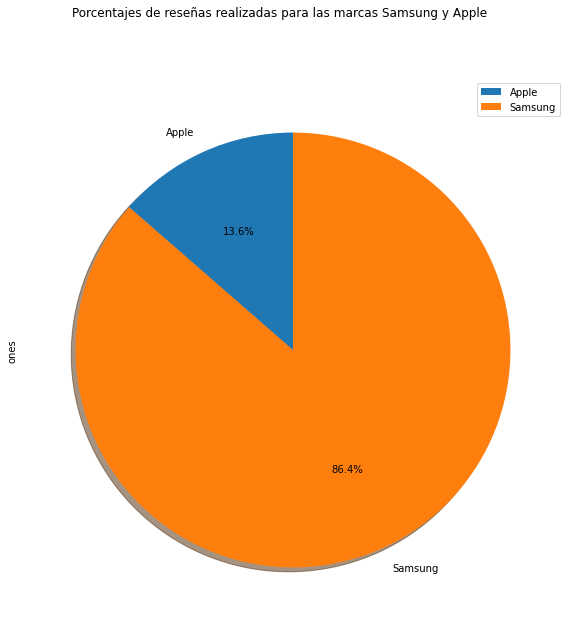 Porcentajes de reseñas realizadas para las marcas Samsung y Apple
Apple
Samsung
Apple
13.6%
ones
86.4%
Samsung